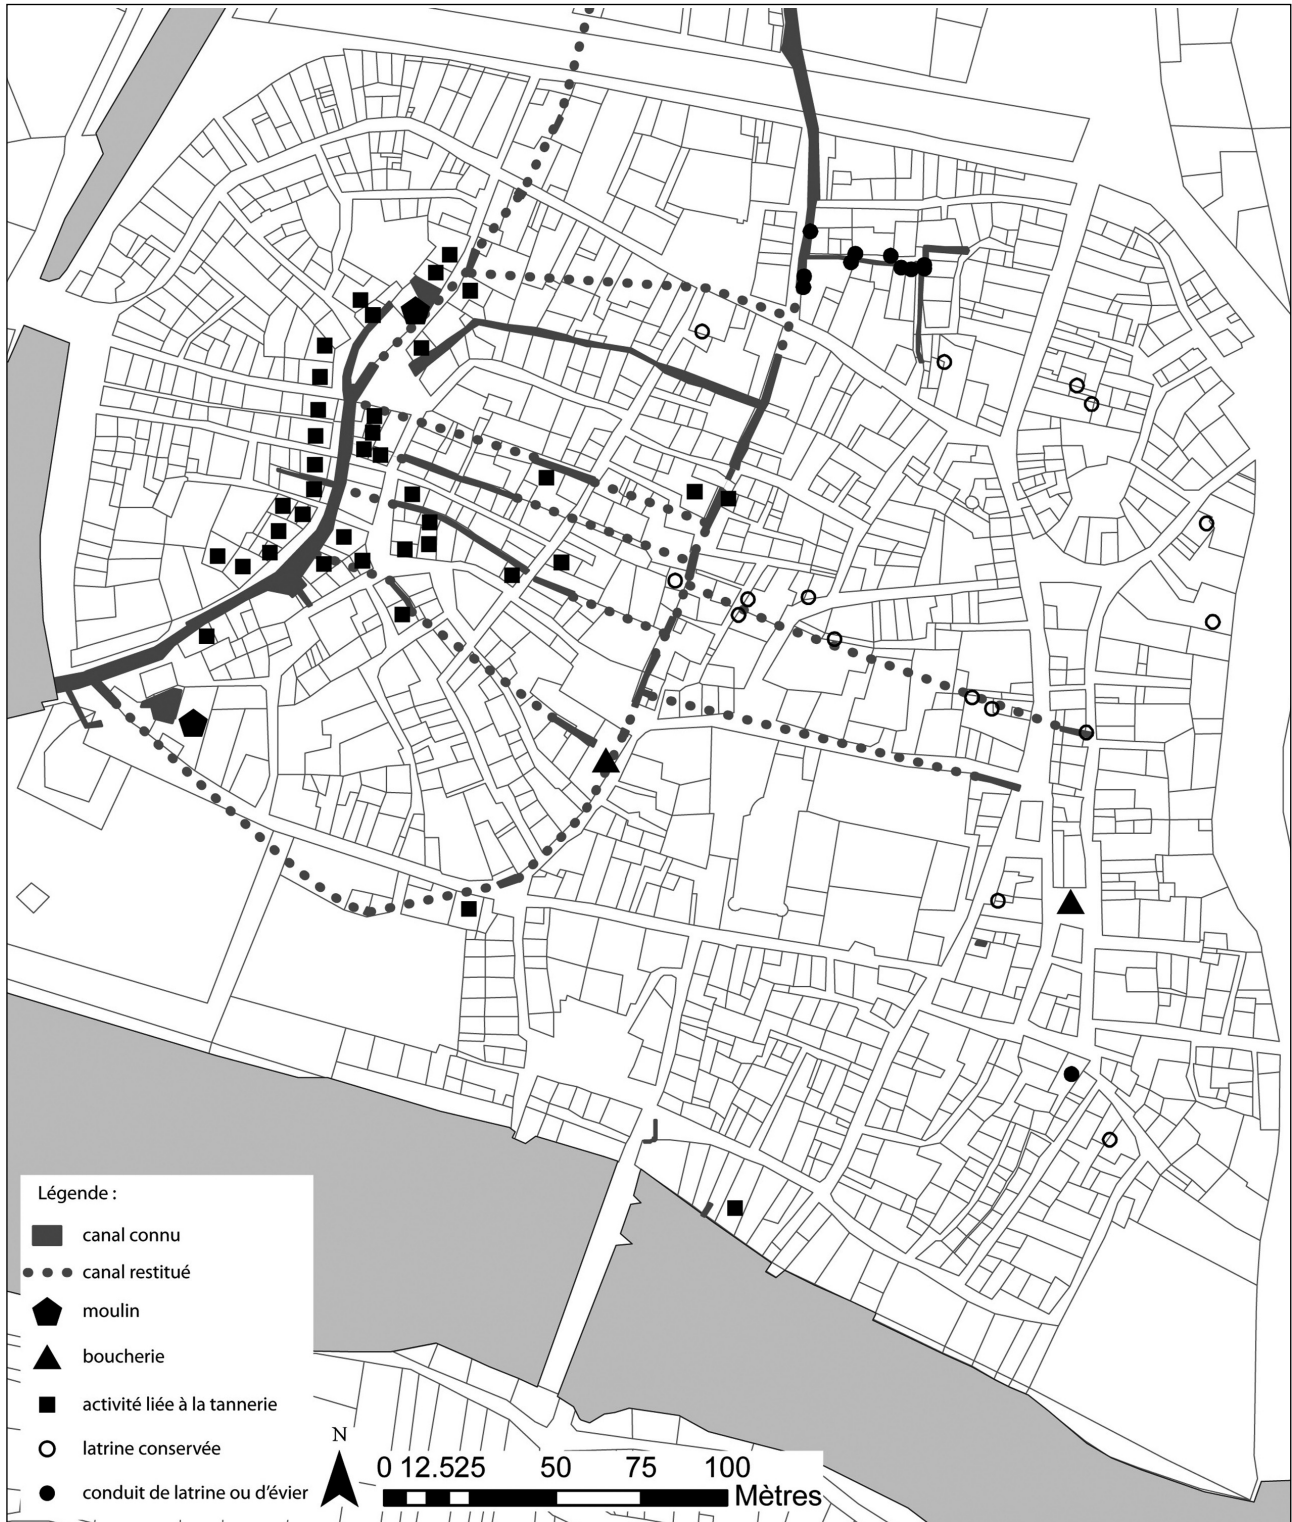 Légende :
canal connu
canal restitué
moulin
boucherie
activité liée à la tannerie
latrine conservée
conduit de latrine ou d'évier
N
0 12.525 50 75 100
Mètres